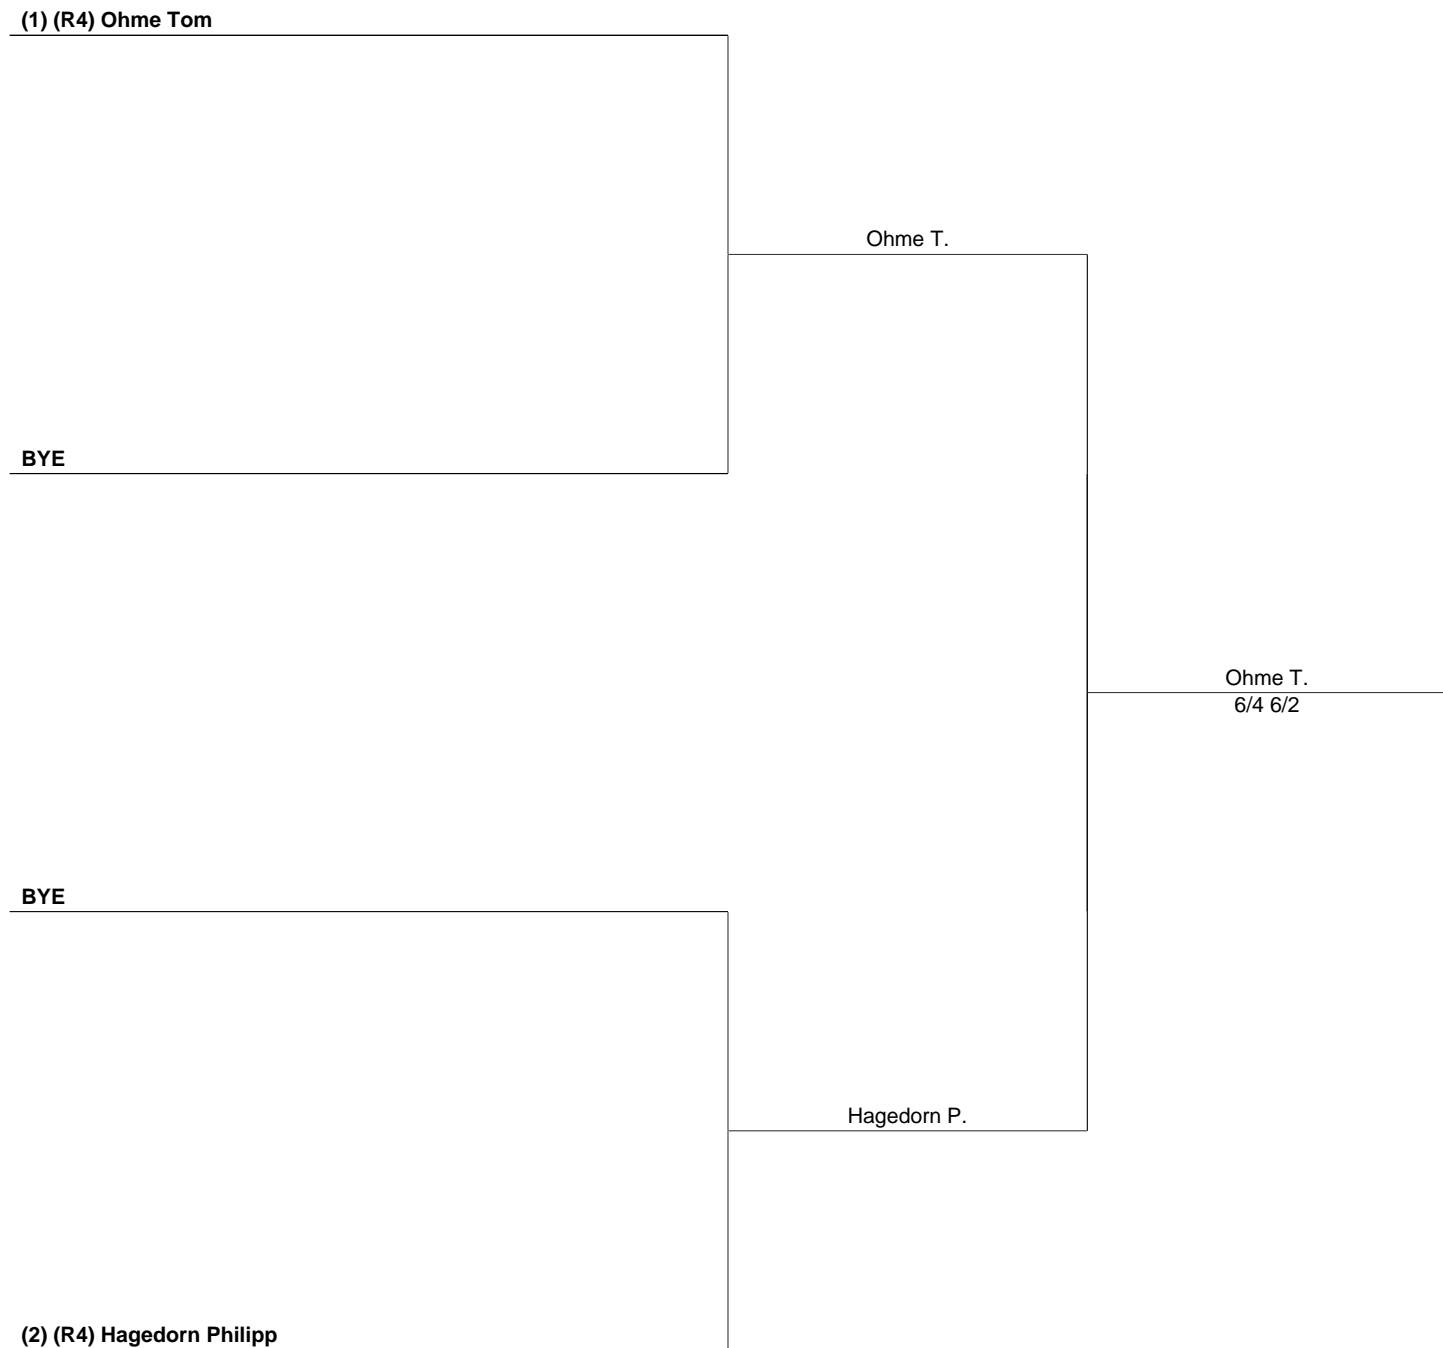 (1) (R4) Ohme Tom
Ohme T.
BYE
Ohme T.
6/4 6/2
BYE
Hagedorn P.
(2) (R4) Hagedorn Philipp